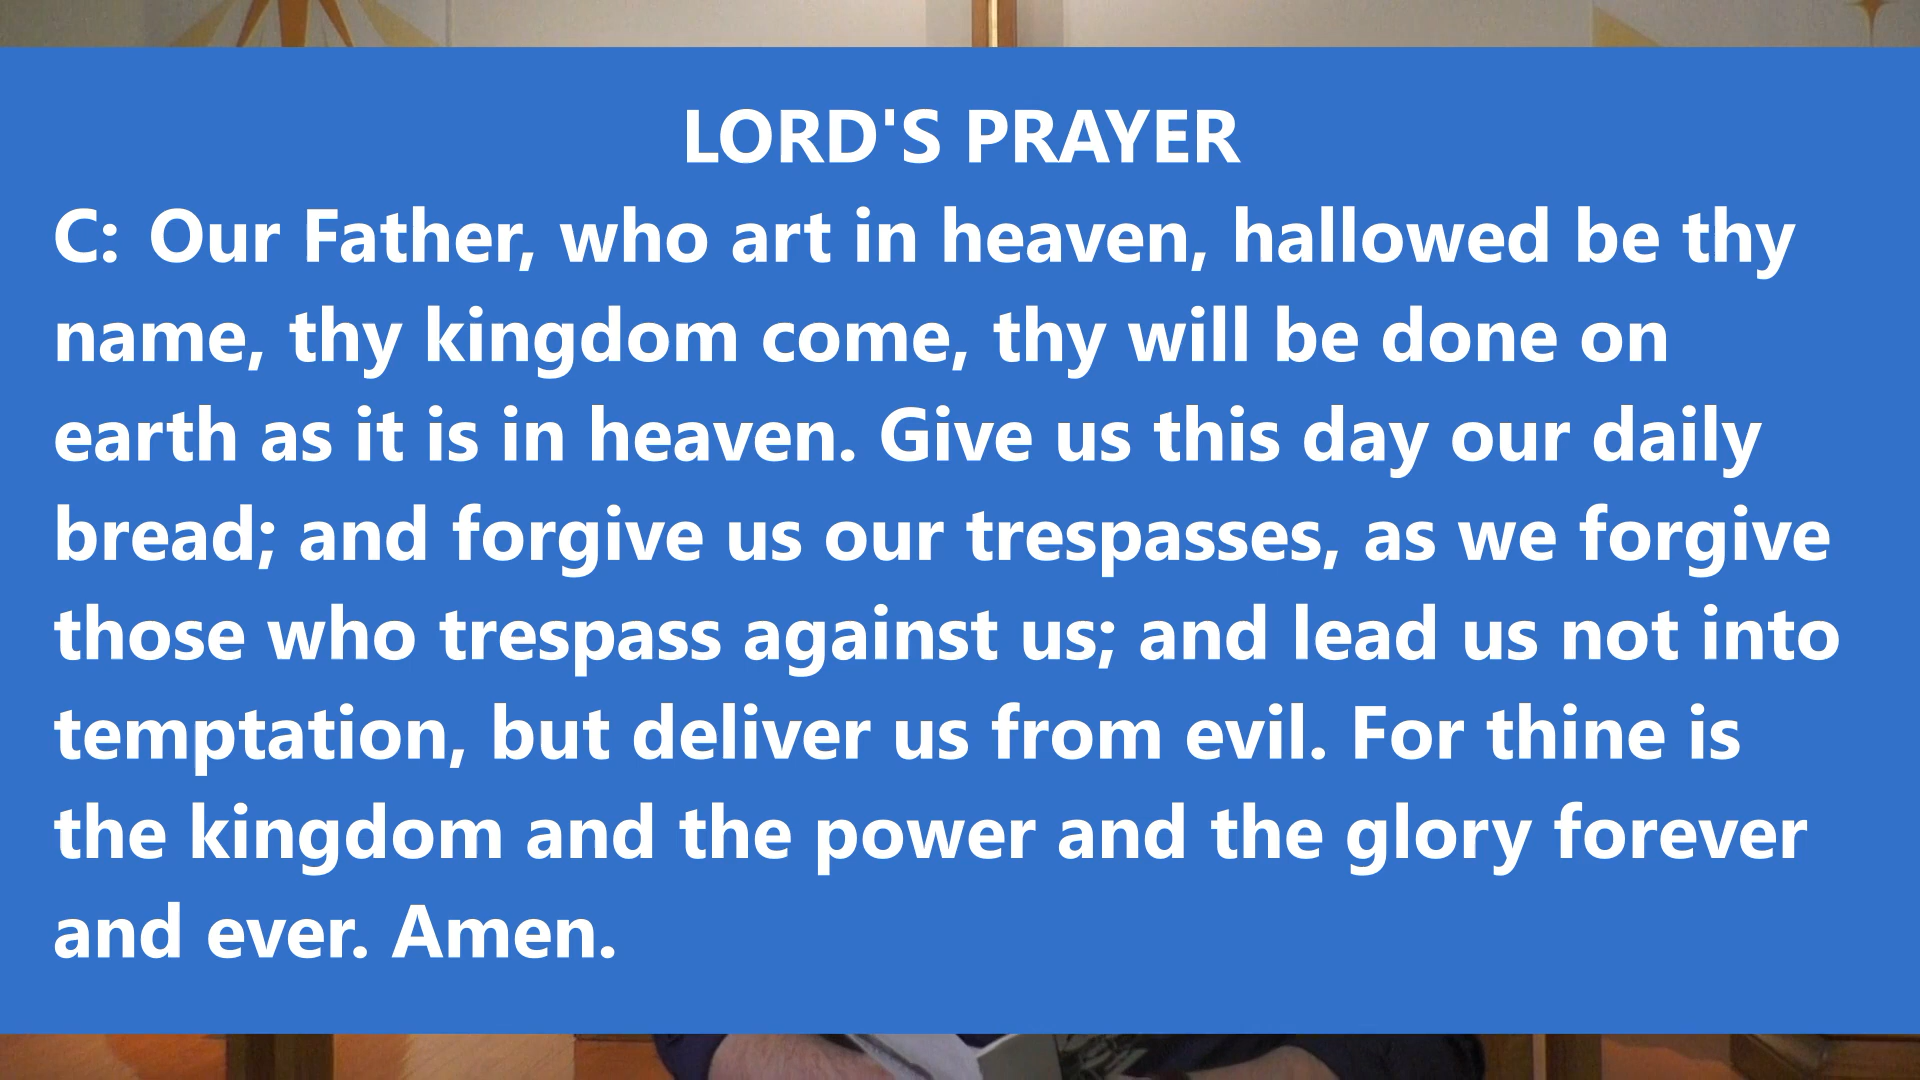 LORD'S PRAYER
C: Our Father, who art in heaven, hallowed be thy
name, thy kingdom come, thy will be done on
earth as it is in heaven. Give us this day our daily
bread; and forgive us our trespasses, as we forgive
those who trespass against us; and lead us not into
temptation, but deliver us from evil. For thine is
the kingdom and the power and the glory forever
and ever. Amen.